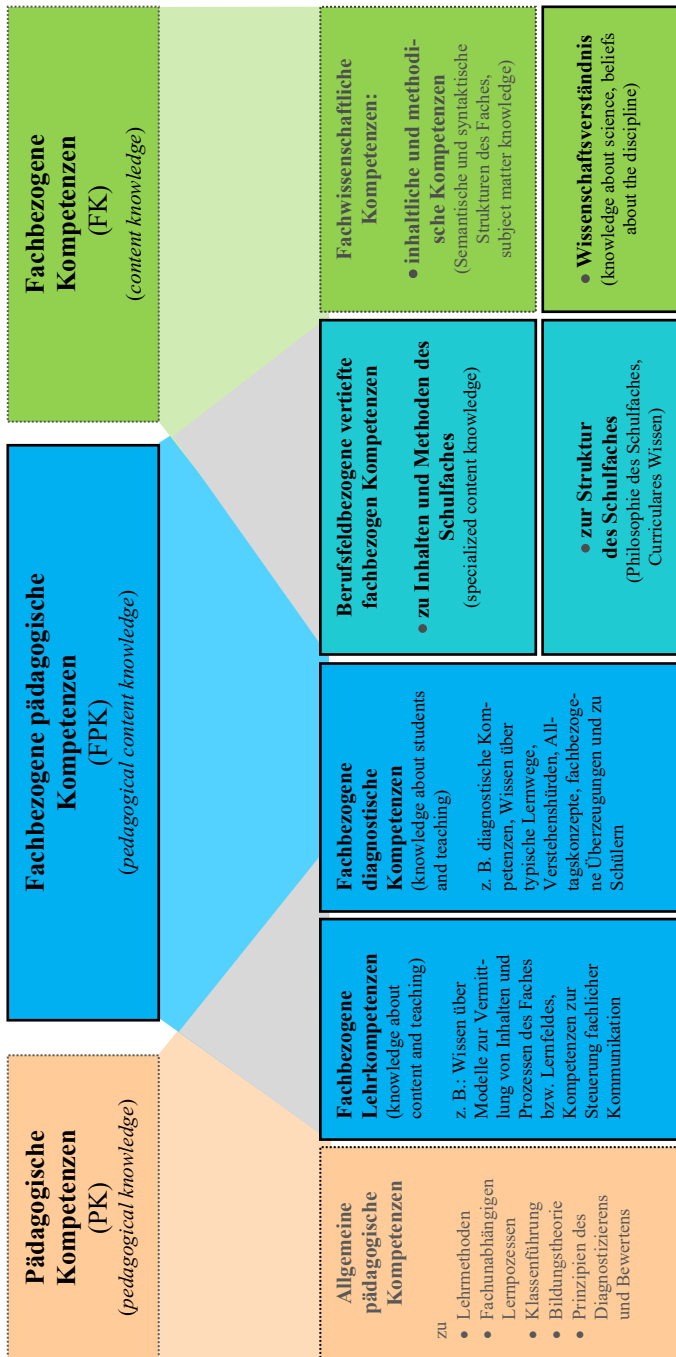 Pädagogische
Kompetenzen
(PK)
(pedagogical knowledge)
Fachbezogene pädagogische
Kompetenzen
(FPK)
(pedagogical content knowledge)
Fachbezogene
Kompetenzen
(FK)
(content knowledge)
Allgemeine
pädagogische
Kompetenzen
zu
● Lehrmethoden
● Fachunabhängigen
Lernpozessen
● Klassenführung
● Bildungstheorie
● Prinzipien des
Diagnostizierens
und Bewertens
Fachbezogene
Lehrkompetenzen
(knowledge about
content and teaching)
z. B.: Wissen über
Modelle zur Vermitt-
lung von Inhalten und
Prozessen des Faches
bzw. Lernfeldes,
Kompetenzen zur
Steuerung fachlicher
Kommunikation
Fachbezogene
diagnostische
Kompetenzen
(knowledge about students
and teaching)
z. B. diagnostische Kom-
petenzen, Wissen über
typische Lernwege,
Verstehenshürden, All-
tagskonzepte, fachbezoge-
ne Überzeugungen und zu
Schülern
Berufsfeldbezogene vertiefte
fachbezogen Kompetenzen
● zu Inhalten und Methoden des
Schulfaches
(specialized content knowledge)
● zur Struktur
des Schulfaches
(Philosophie des Schulfaches,
Curriculares Wissen)
Fachwissenschaftliche
Kompetenzen:
● inhaltliche und methodi-
sche Kompetenzen
(Semantische und syntaktische
Strukturen des Faches,
subject matter knowledge)
● Wissenschaftsverständnis
(knowledge about science, beliefs
about the discipline)